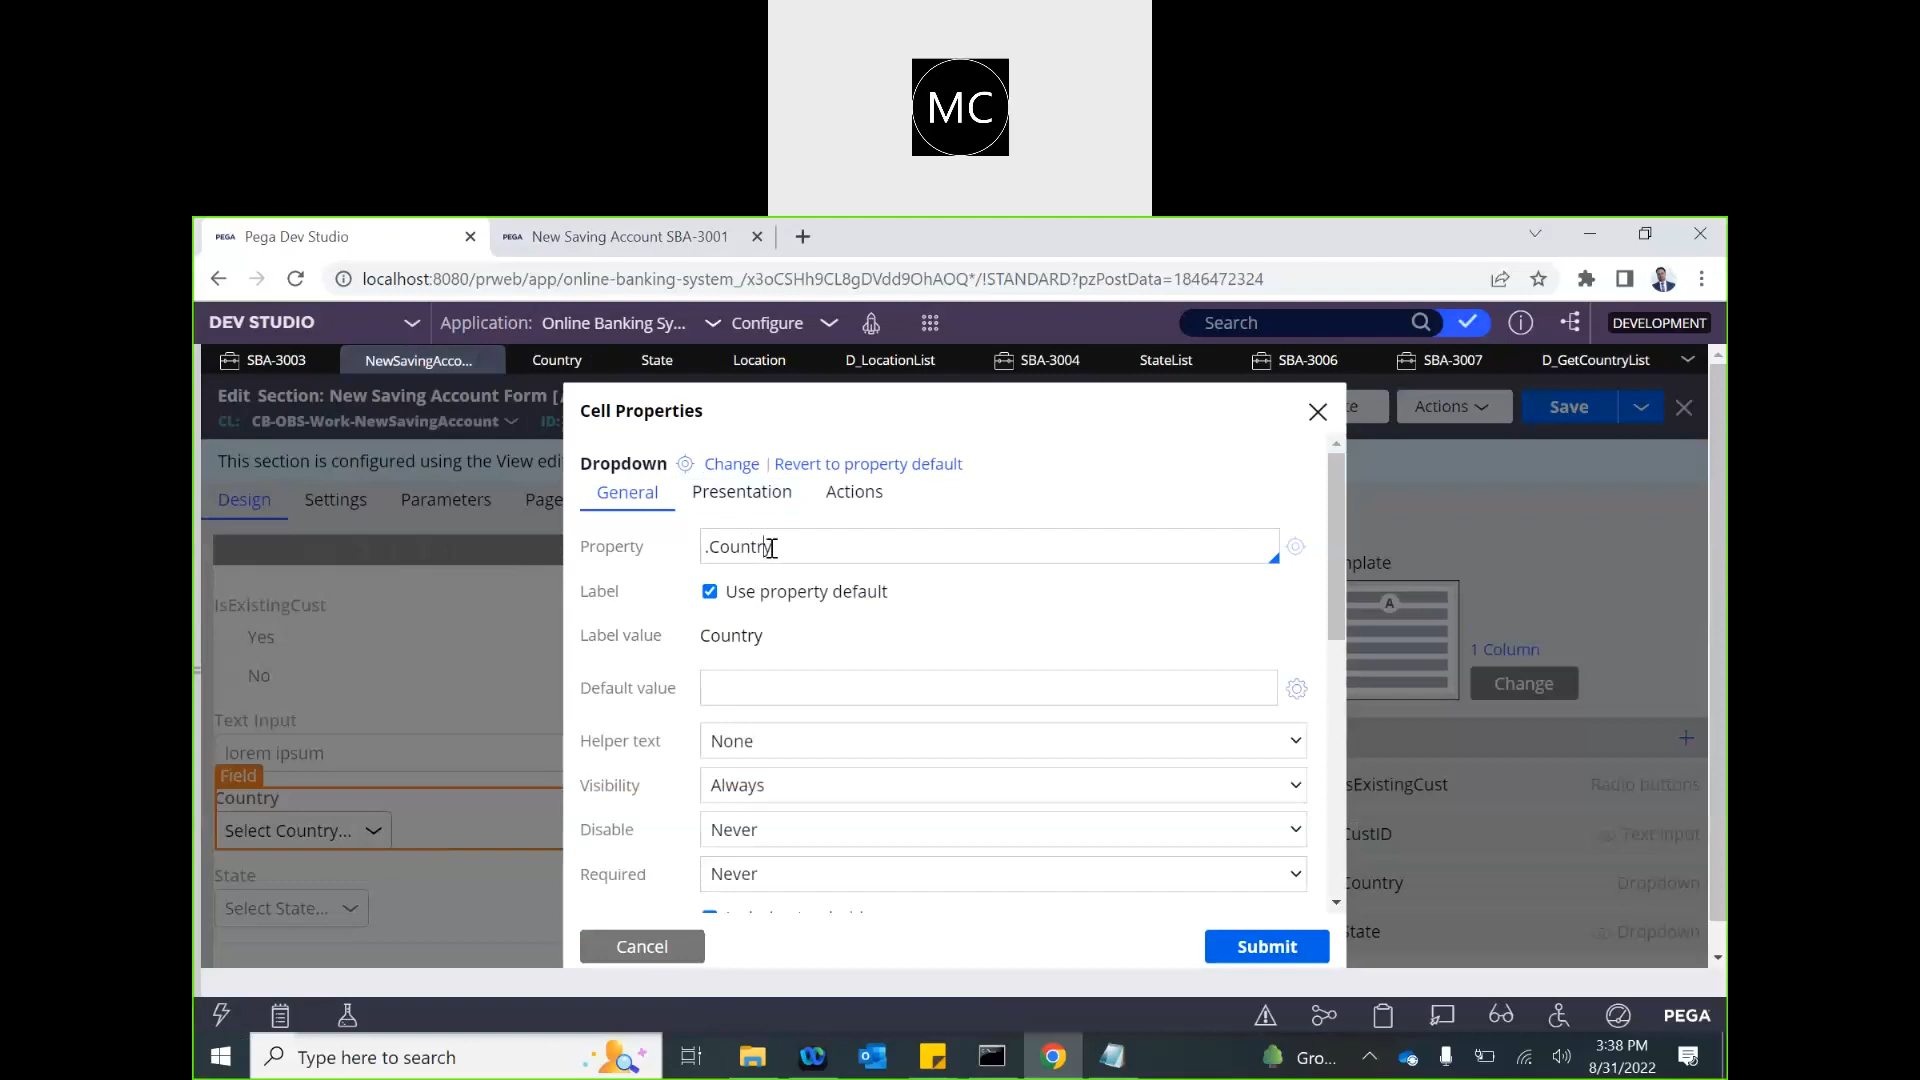 MC
PEGA Pega Dev Studio
PEGA New Saving Account SBA-3001
localhost:8080/prweb/app/online-banking-system_/x3oCSHh9CL8gDVdd9OhAOQ*/!STANDARD?pzPostData=1846472324
DEV STUDIO Application: Online Banking Sy... Configure Search DEVELOPMENT
SBA-3003 NewSavingAcco... Country State Location D_LocationList SBA-3004 StateList SBA-3006 SBA-3007 D_GetCountryList
Edit Section: New Saving Account Form [
CL: CB-OBS-Work-NewSavingAccount ID:
Actions Save
This section is configured using the View edi
Design Settings Parameters Page
IsExistingCust
Yes
No
Text Input
lorem ipsum
Field
Country
Select Country...
State
Select State...
Cell Properties
Dropdown Change | Revert to property default
General Presentation Actions
Property .Country
Label Use property default
Label value Country
Default value
Helper text None
Visibility Always
Disable Never
Required Never
Cancel Submit
mplate
A
1 Column
Change
sExistingCust Radio buttons
CustID Text input
Country Dropdown
State Dropdown
PEGA
Type here to search
Gro...
3:38 PM
8/31/2022